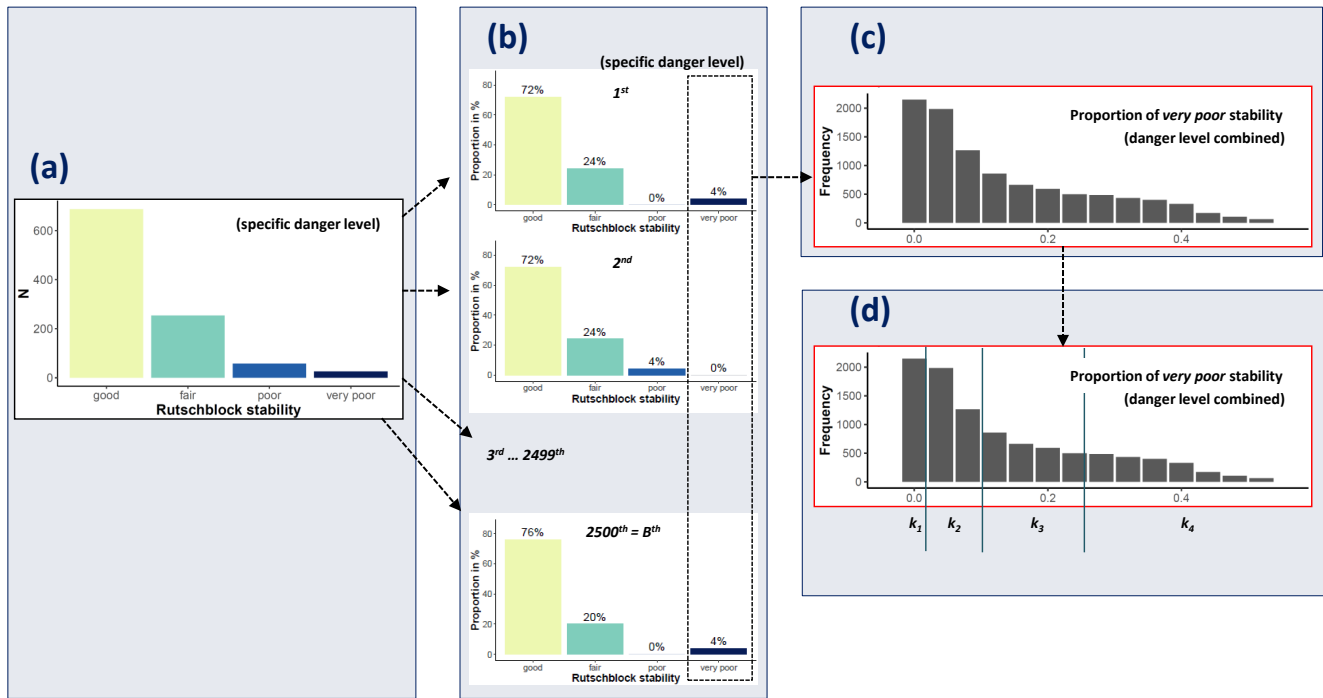 (a)
(specific danger level)
N
600
400
200
0
good fair poor very poor
Rutschblock stability
(b)
(specific danger level)
1st
Proportion in %
80
60
40
20
0
72%
24%
0%
4%
good fair poor very poor
Rutschblock stability
2nd
Proportion in %
80
60
40
20
0
72%
24%
4%
0%
good fair poor very poor
Rutschblock stability
3rd ... 2499th
2500th = Bth
Proportion in %
80
60
40
20
0
76%
20%
0%
4%
good fair poor very poor
Rutschblock stability
(c)
Proportion of very poor stability
(danger level combined)
Frequency
2000
1500
1000
500
0
0.0 0.2 0.4
(d)
Proportion of very poor stability
(danger level combined)
Frequency
2000
1500
1000
500
0
0.0 0.2 0.4
k1 k2 k3 k4